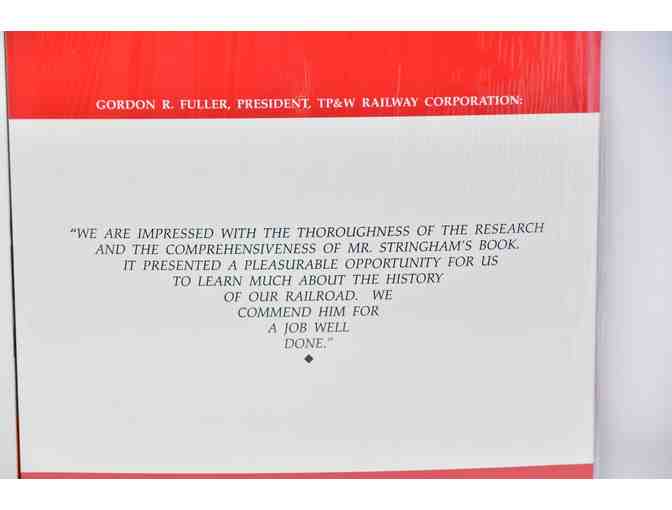 GORDON R. FULLER, PRESIDENT, TP&W RAILWAY CORPORATION:
"WE ARE IMPRESSED WITH THE THOROUGHNESS OF THE RESEARCH
AND THE COMPREHENSIVENESS OF MR. STRINGHAM'S BOOK.
IT PRESENTED A PLEASURABLE OPPORTUNITY FOR US
TO LEARN MUCH ABOUT THE HISTORY
OF OUR RAILROAD. WE
COMMEND HIM FOR
A JOB WELL
DONE."